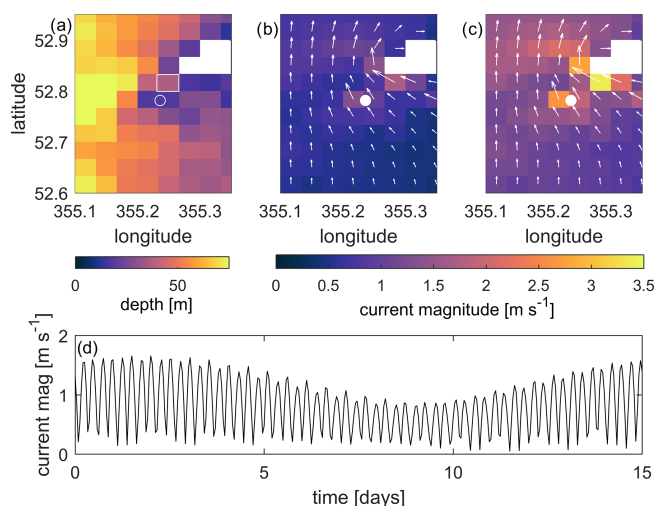 (a) (b) (c)
52.9
52.8
52.7
52.6
latitude
355.1 355.2 355.3 355.1 355.2 355.3 355.1 355.2 355.3
longitude longitude longitude
0 50 0 0.5 1 1.5 2 2.5 3 3.5
depth [m] current magnitude [m s⁻¹]
(d)
2
1
0
current mag [m s⁻¹]
0 5 10 15
time [days]